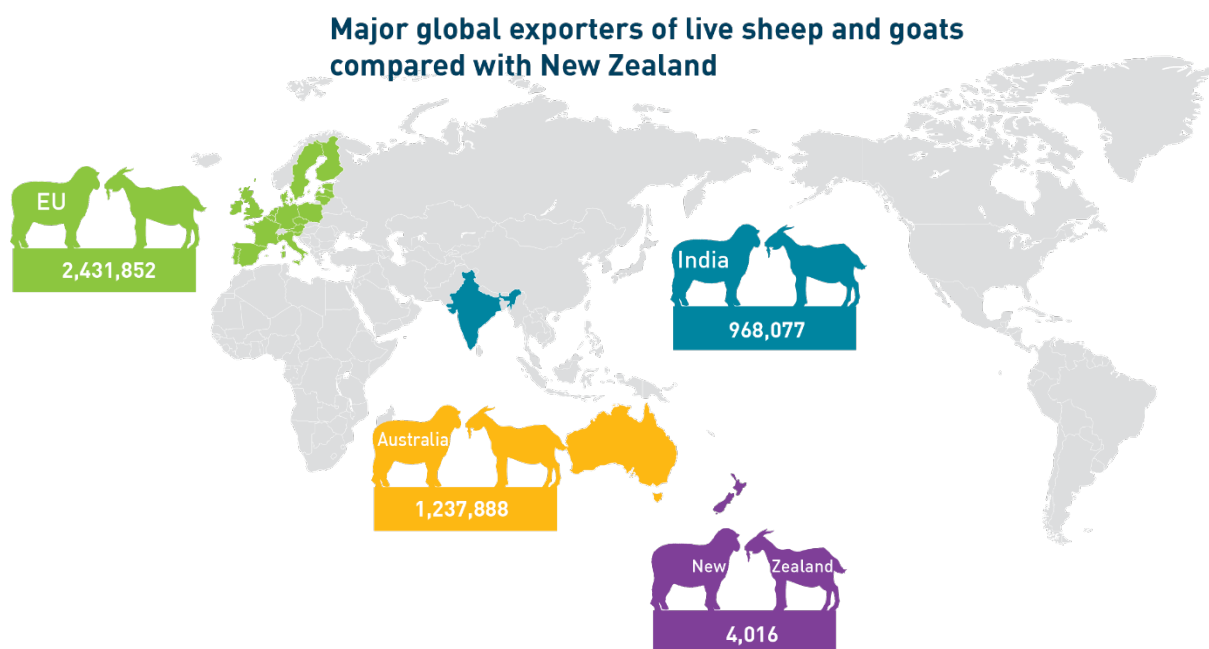 Major global exporters of live sheep and goats
compared with New Zealand
EU
2,431,852
India
968,077
Australia
1,237,888
New Zealand
4,016